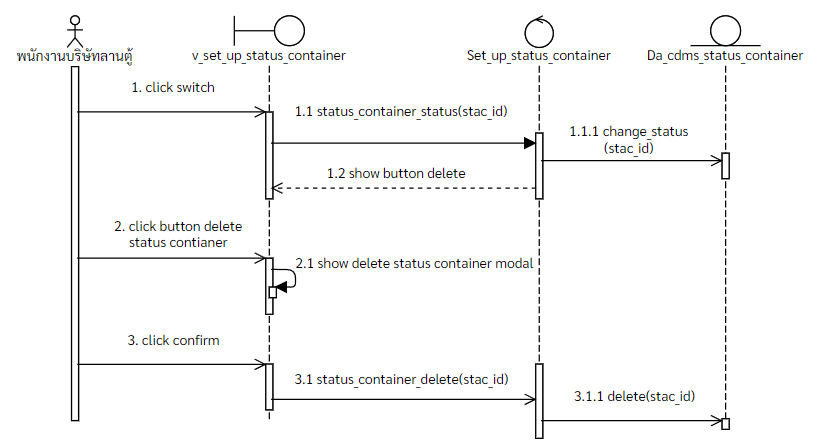 พนักงานบริษัทลานตู้
v_set_up_status_container
Set_up_status_container
Da_cdms_status_container
1. click switch
1.1 status_container_status(stac_id)
1.1.1 change_status
(stac_id)
1.2 show button delete
2. click button delete
status contianer
2.1 show delete status container modal
3. click confirm
3.1 status_container_delete(stac_id)
3.1.1 delete(stac_id)